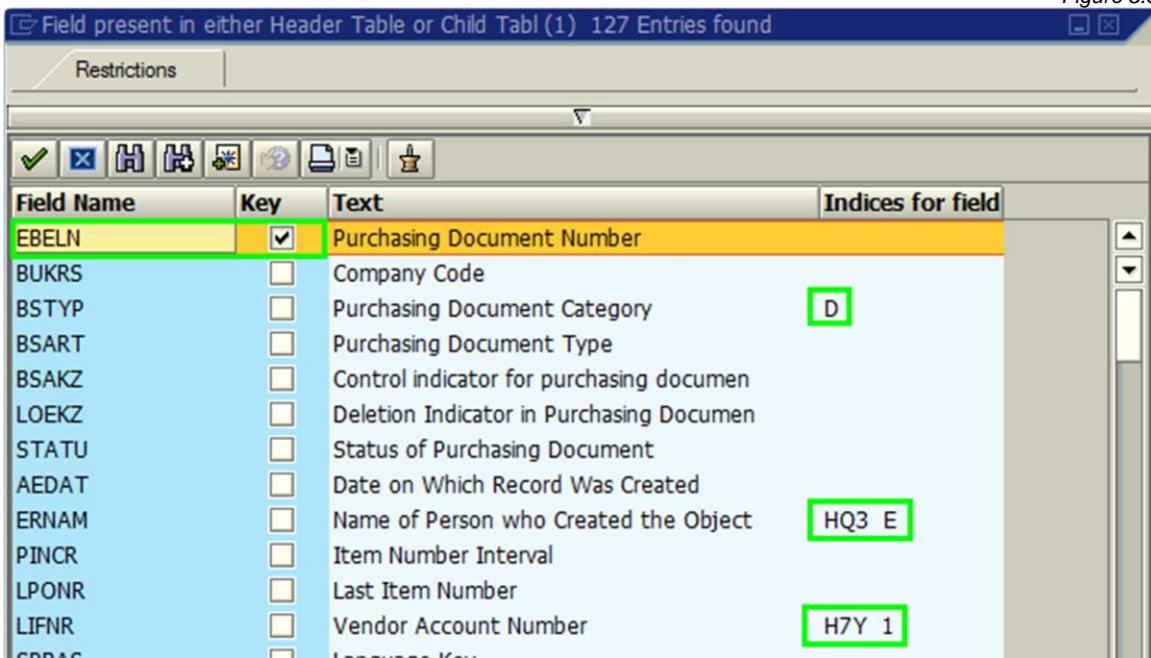 Field present in either Header Table or Child Tabl (1) 127 Entries found
Restrictions
Field Name Key Text Indices for field
EBELN Purchasing Document Number
BUKRS Company Code
BSTYP Purchasing Document Category D
BSART Purchasing Document Type
BSAKZ Control indicator for purchasing documen
LOEKZ Deletion Indicator in Purchasing Documen
STATU Status of Purchasing Document
AEDAT Date on Which Record Was Created
ERNAM Name of Person who Created the Object HQ3 E
PINCR Item Number Interval
LPONR Last Item Number
LIFNR Vendor Account Number H7Y 1